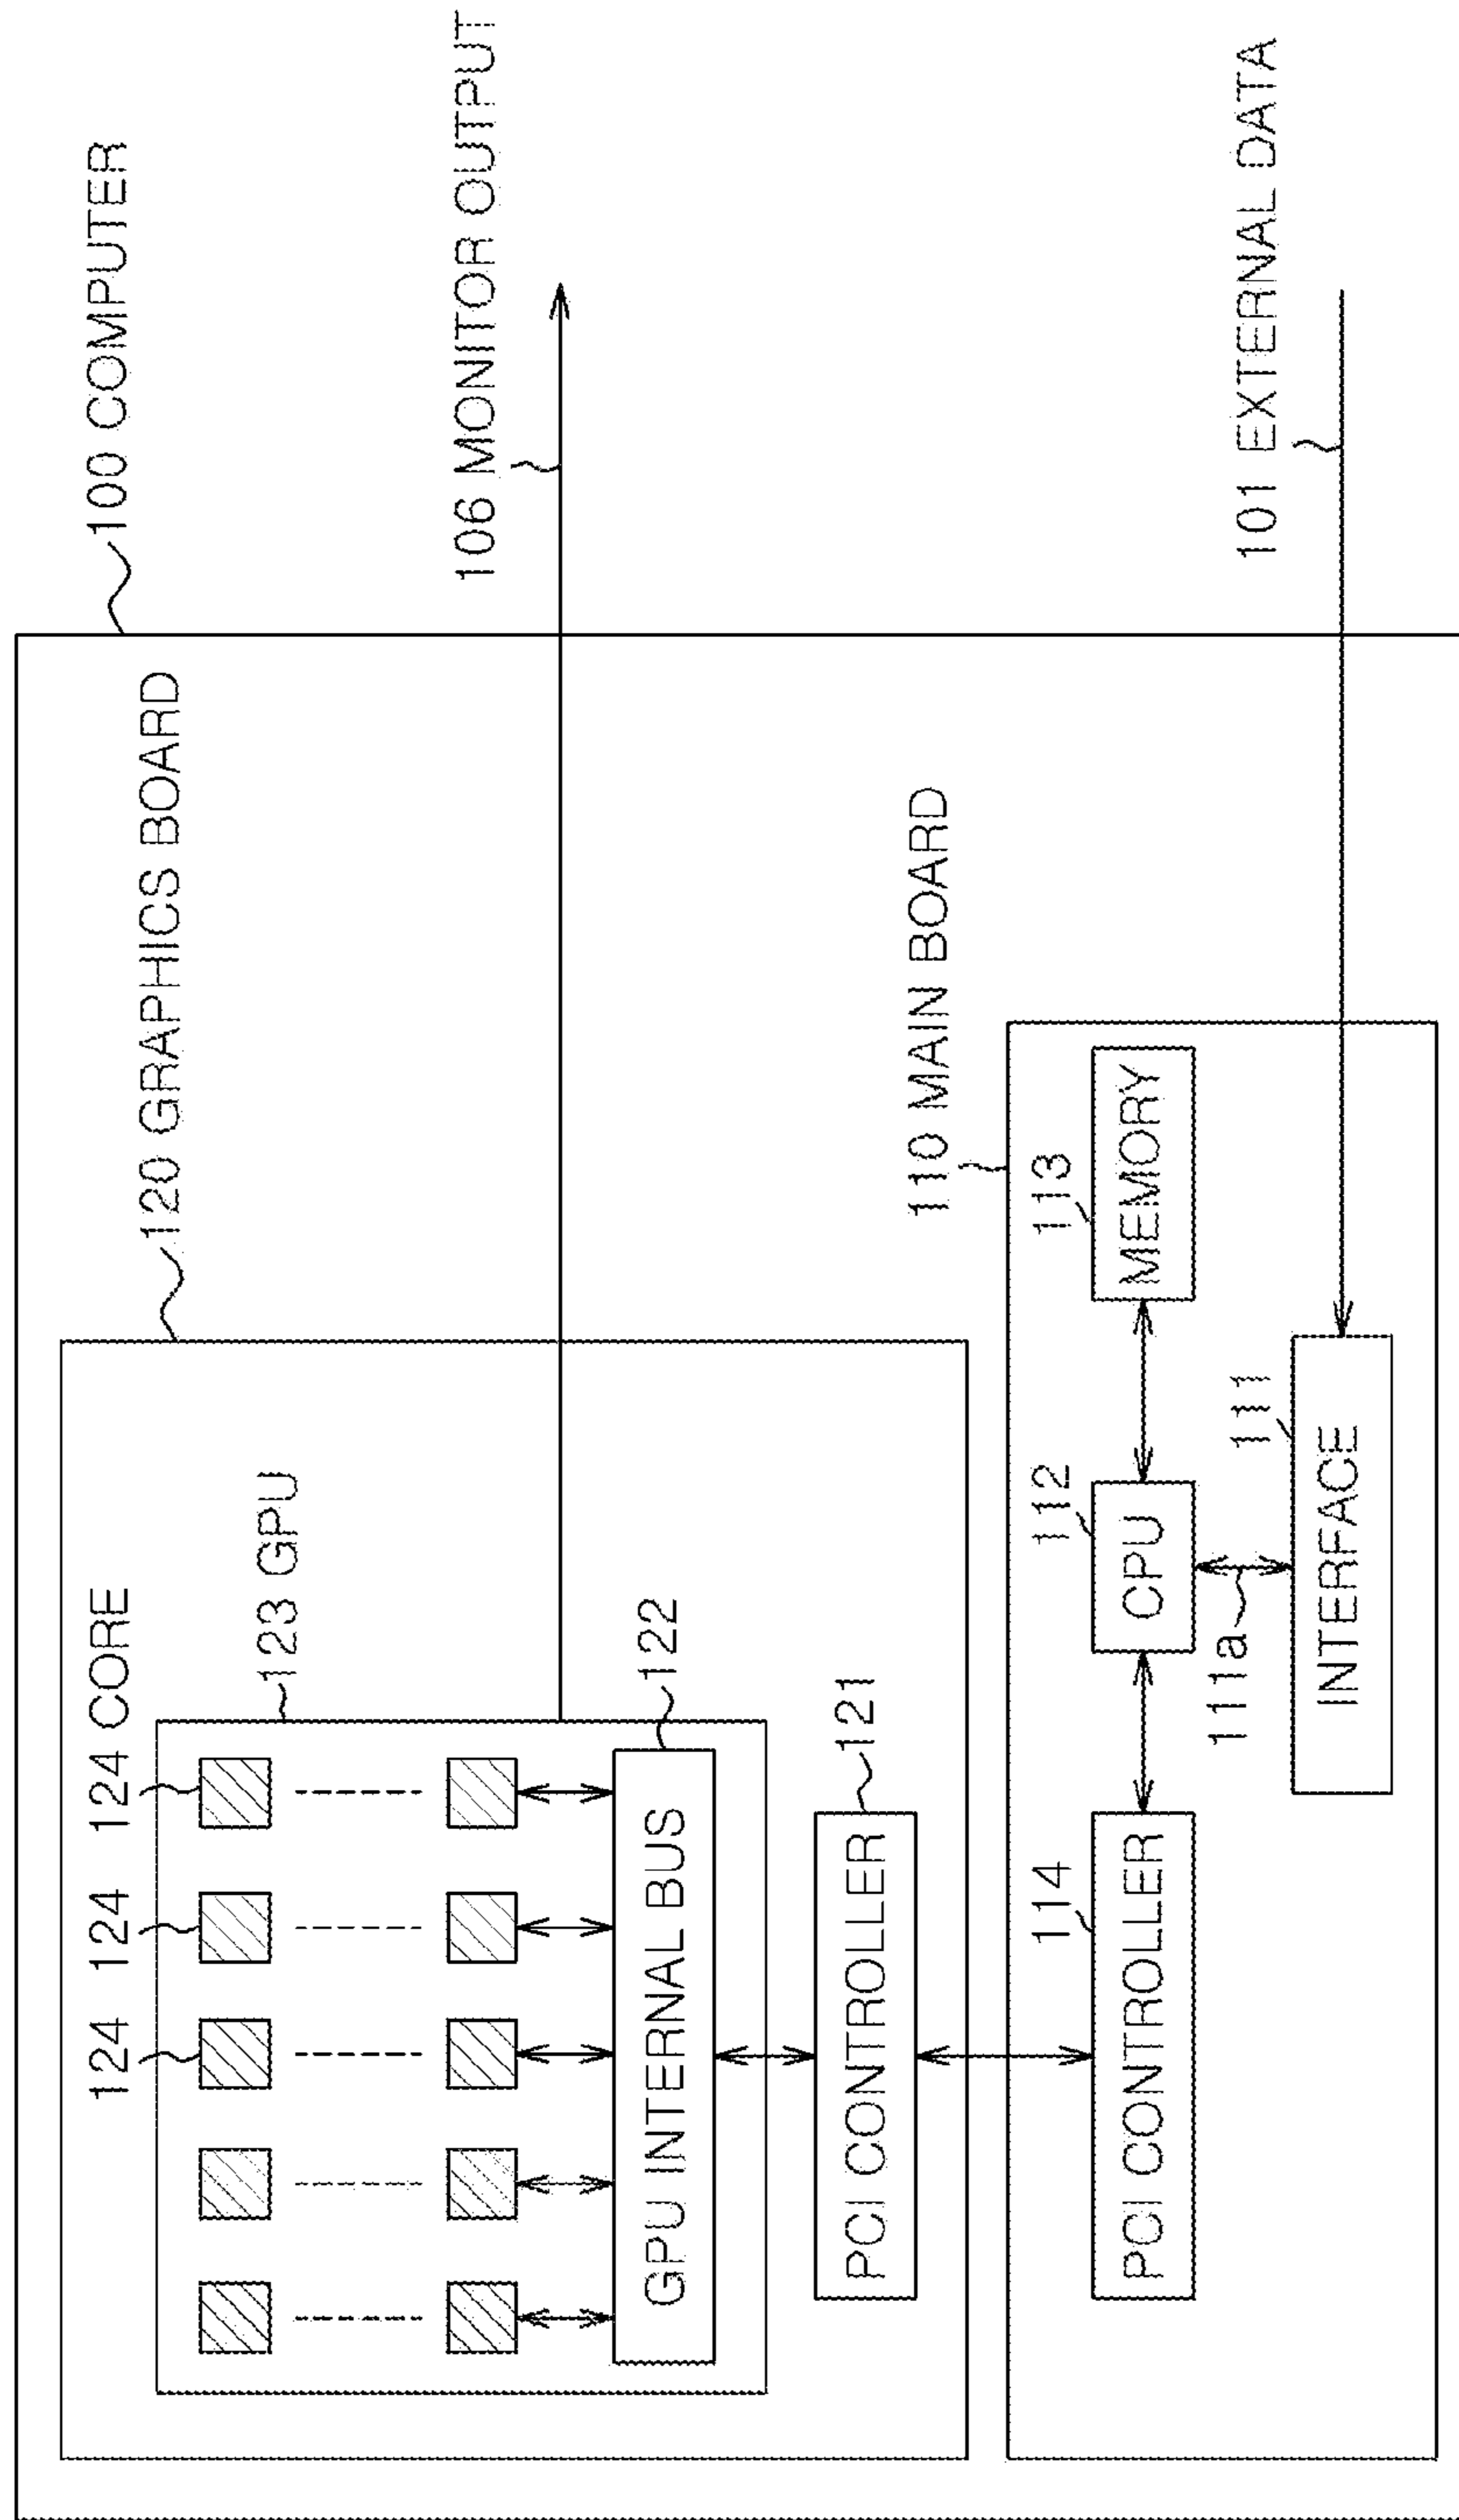 100 COMPUTER
120 GRAPHICS BOARD
124
124
124 CORE
123 GPU
106 MONITOR OUTPUT
GPU INTERNAL BUS
122
PCI CONTROLLER
121
110 MAIN BOARD
114
112
113
PCI CONTROLLER
CPU
MEMORY
111a
111
INTERFACE
101 EXTERNAL DATA